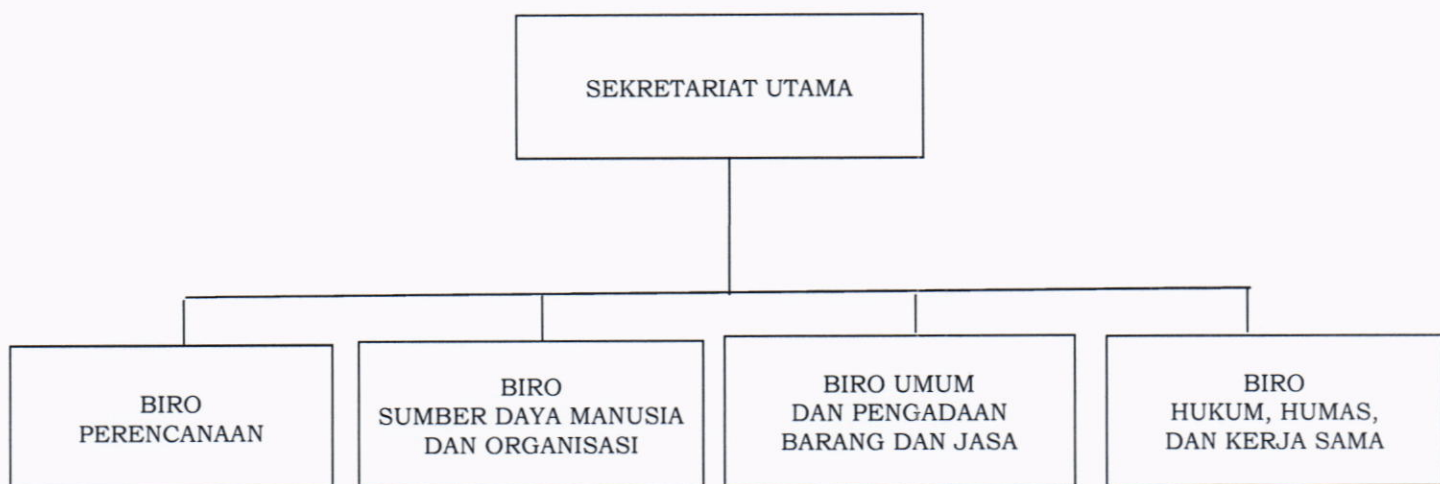 SEKRETARIAT UTAMA
BIRO
PERENCANAAN
BIRO
SUMBER DAYA MANUSIA
DAN ORGANISASI
BIRO UMUM
DAN PENGADAAN
BARANG DAN JASA
BIRO
HUKUM, HUMAS,
DAN KERJA SAMA